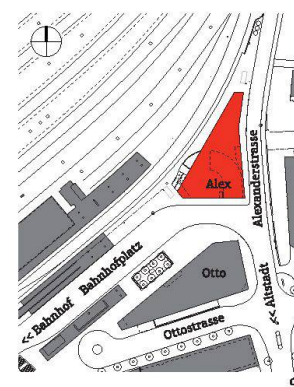 Alex
Alexanderstrasse
Bahnhofplatz
Otto
<< Bahnhof
<< Altstadt
Ottostrasse